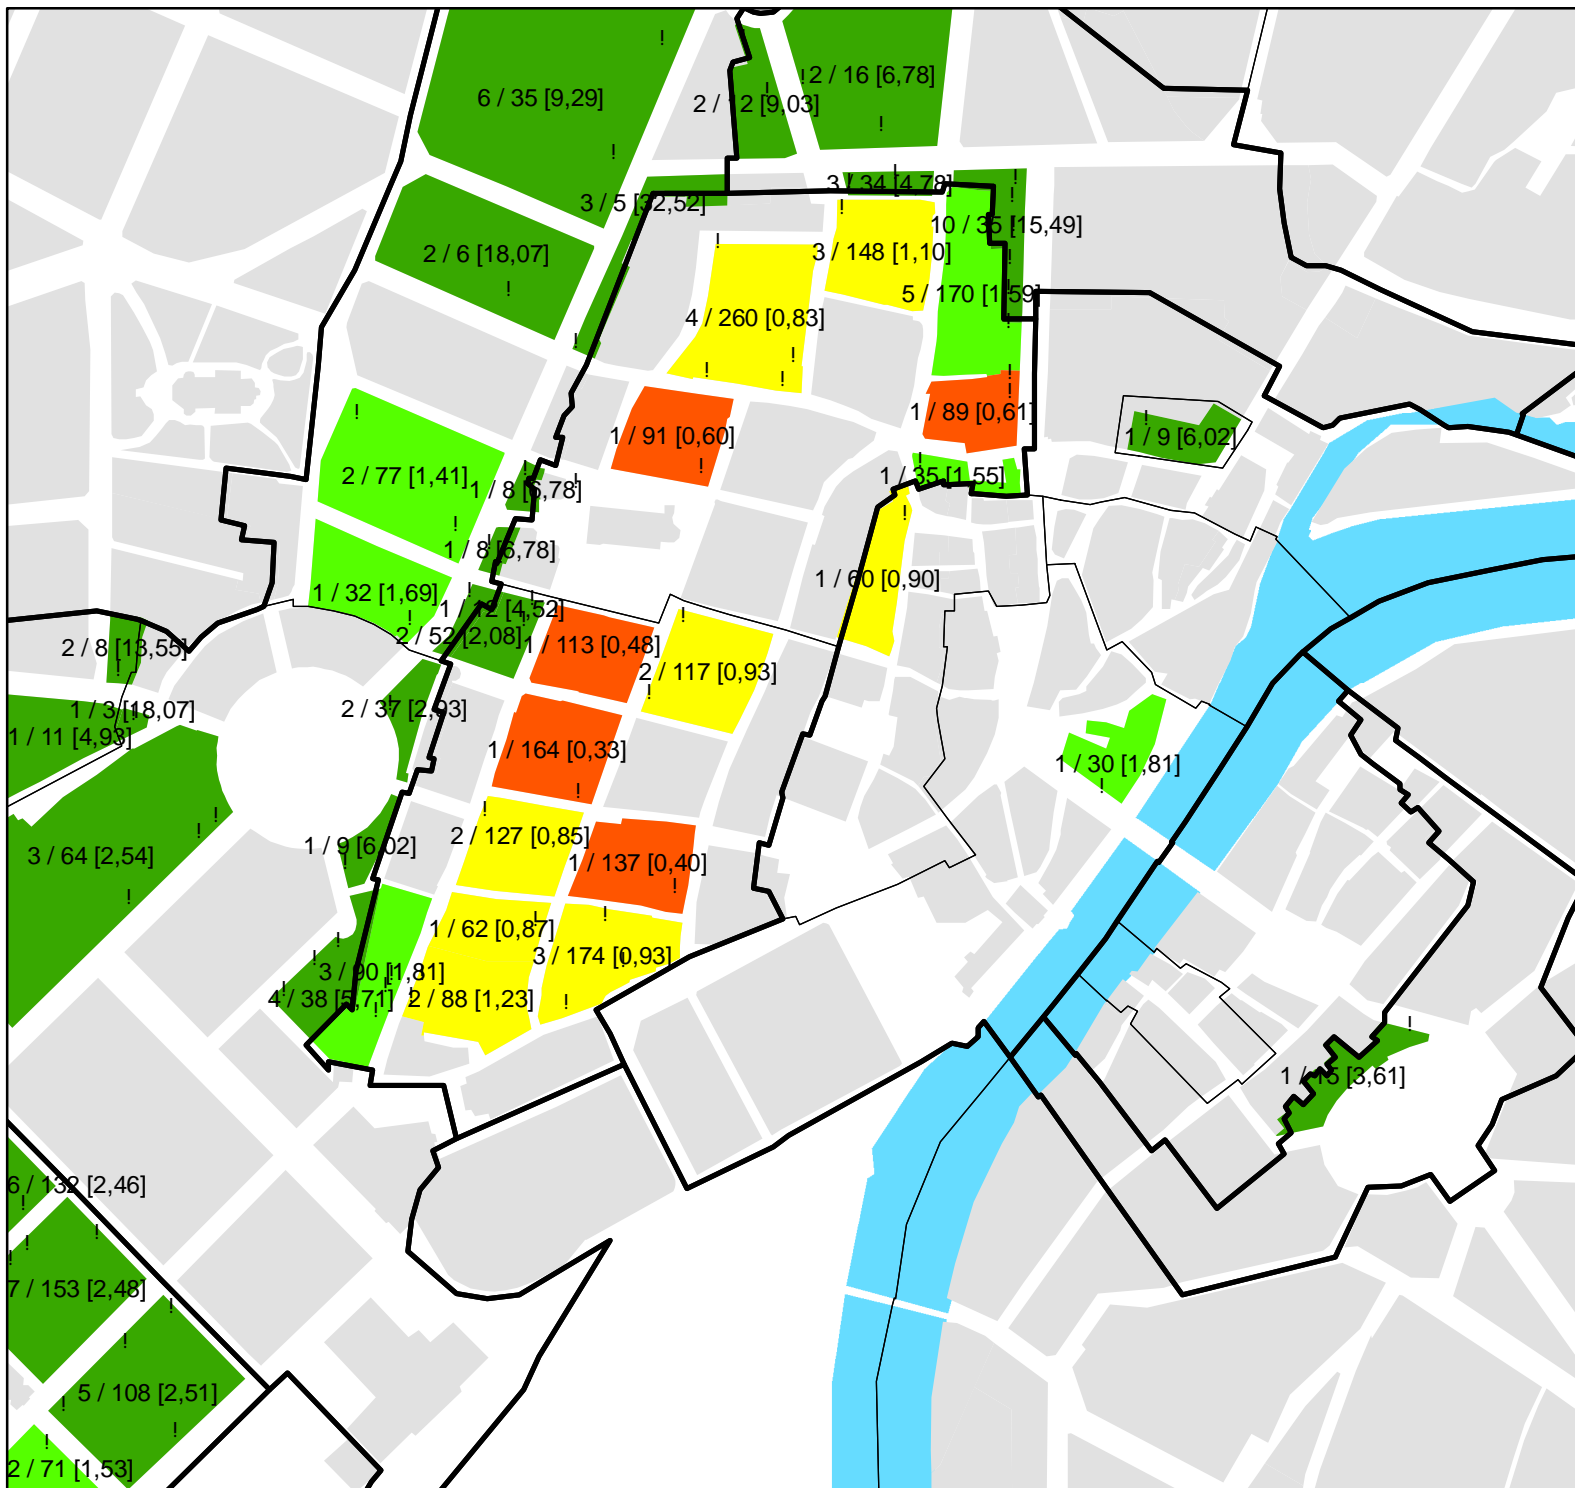 6 / 35 [9,29]
2 / 16 [6,78]
2 / 12 [9,03]
3 / 34 [4,78]
3 / 5 [32,52]
10 / 35 [15,49]
2 / 6 [18,07]
3 / 148 [1,10]
5 / 170 [1,59]
4 / 260 [0,83]
1 / 89 [0,61]
1 / 91 [0,60]
1 / 9 [6,02]
2 / 77 [1,41]
1 / 35 [1,55]
1 / 8 [6,78]
1 / 8 [6,78]
1 / 60 [0,90]
1 / 32 [1,69]
1 / 12 [4,52]
2 / 52 [2,08]
1 / 113 [0,48]
2 / 8 [13,55]
2 / 117 [0,93]
1 / 3 [18,07]
2 / 37 [2,93]
1 / 11 [4,93]
1 / 164 [0,33]
1 / 30 [1,81]
2 / 127 [0,85]
1 / 9 [6,02]
3 / 64 [2,54]
1 / 137 [0,40]
1 / 62 [0,87]
3 / 174 [0,93]
3 / 90 [1,81]
4 / 38 [5,71]
2 / 88 [1,23]
1 / 15 [3,61]
6 / 132 [2,46]
7 / 153 [2,48]
5 / 108 [2,51]
2 / 71 [1,53]